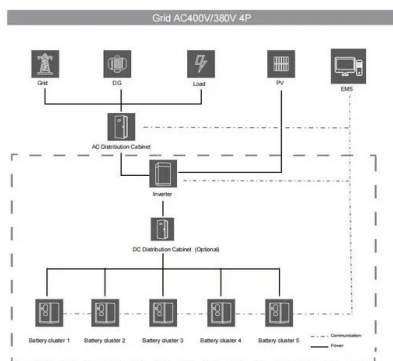 Grid AC400V/380V 4P
Grid
DG
Load
PV
EMS
AC Distribution Cabinet
Inverter
DC Distribution Cabinet (Optional)
Battery cluster 1
Battery cluster 2
Battery cluster 3
Battery cluster 4
Battery cluster 5
Communication
Power